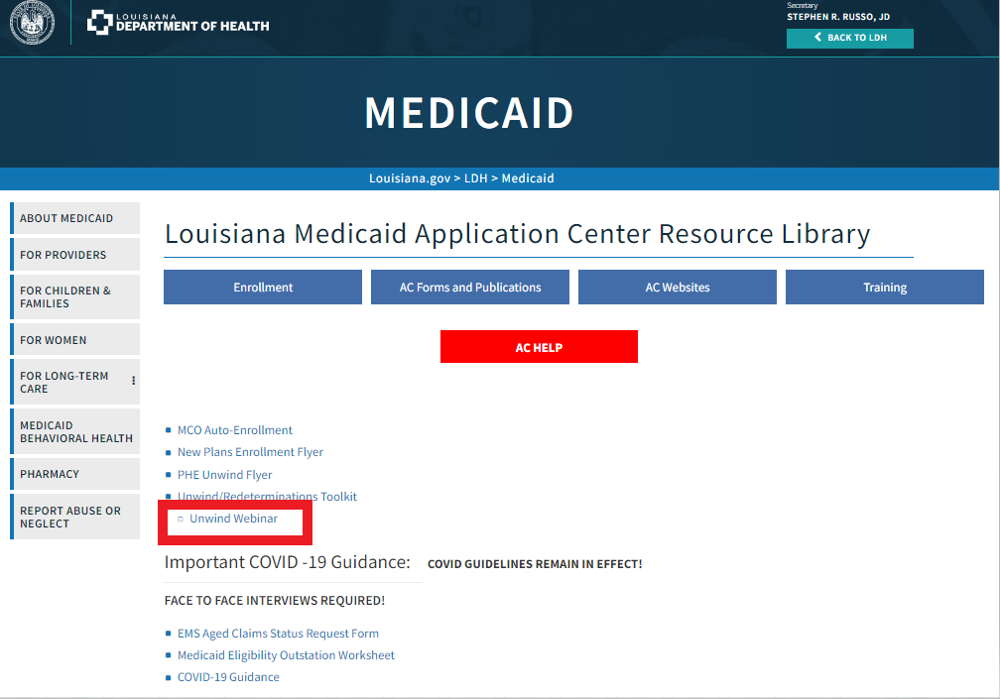 LOUISIANA
DEPARTMENT OF HEALTH
Secretary
STEPHEN R. RUSSO, JD
BACK TO LDH
MEDICAID
Louisiana.gov > LDH > Medicaid
ABOUT MEDICAID
FOR PROVIDERS
FOR CHILDREN &
FAMILIES
FOR WOMEN
FOR LONG-TERM
CARE
MEDICAID
BEHAVIORAL HEALTH
PHARMACY
REPORT ABUSE OR
NEGLECT
Louisiana Medicaid Application Center Resource Library
Enrollment
AC Forms and Publications
AC Websites
Training
AC HELP
MCO Auto-Enrollment
New Plans Enrollment Flyer
PHE Unwind Flyer
Unwind/Redeterminations Toolkit
Unwind Webinar
Important COVID -19 Guidance: COVID GUIDELINES REMAIN IN EFFECT!
FACE TO FACE INTERVIEWS REQUIRED!
EMS Aged Claims Status Request Form
Medicaid Eligibility Outstation Worksheet
COVID-19 Guidance